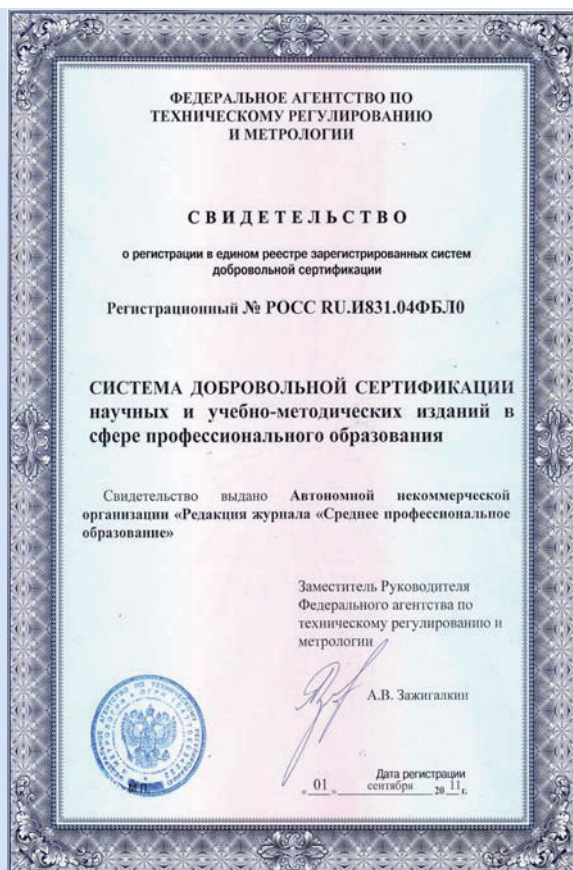 ФЕДЕРАЛЬНОЕ АГЕНТСТВО ПО
ТЕХНИЧЕСКОМУ РЕГУЛИРОВАНИЮ
И МЕТРОЛОГИИ
СВИДЕТЕЛЬСТВО
о регистрации в едином реестре зарегистрированных систем
добровольной сертификации
Регистрационный № РОСС RU.И831.04ФБЛ0
СИСТЕМА ДОБРОВОЛЬНОЙ СЕРТИФИКАЦИИ
научных и учебно-методических изданий в
сфере профессионального образования
Свидетельство выдано Автономной некоммерческой
организации «Редакция журнала «Среднее профессиональное
образование»
Заместитель Руководителя
Федерального агентства по
техническому регулированию и
метрологии
А.В. Зажигалкин
М.П.
Дата регистрации
«01» сентября 2011 г.